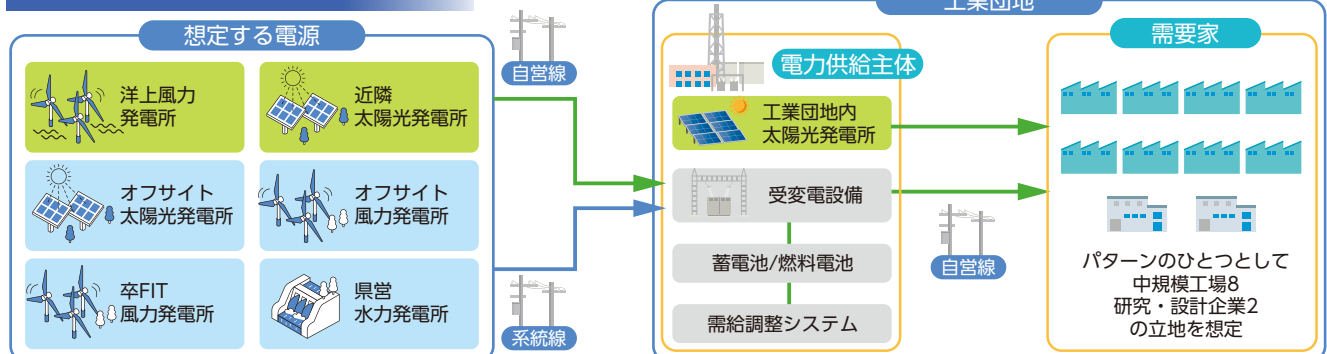 工業団地
想定する電源
洋上風力
発電所
近隣
太陽光発電所
オフサイト
太陽光発電所
オフサイト
風力発電所
卒FIT
風力発電所
県営
水力発電所
自営線
系統線
電力供給主体
工業団地内
太陽光発電所
受変電設備
蓄電池/燃料電池
需給調整システム
自営線
需要家
パターンのひとつとして
中規模工場8
研究・設計企業2
の立地を想定